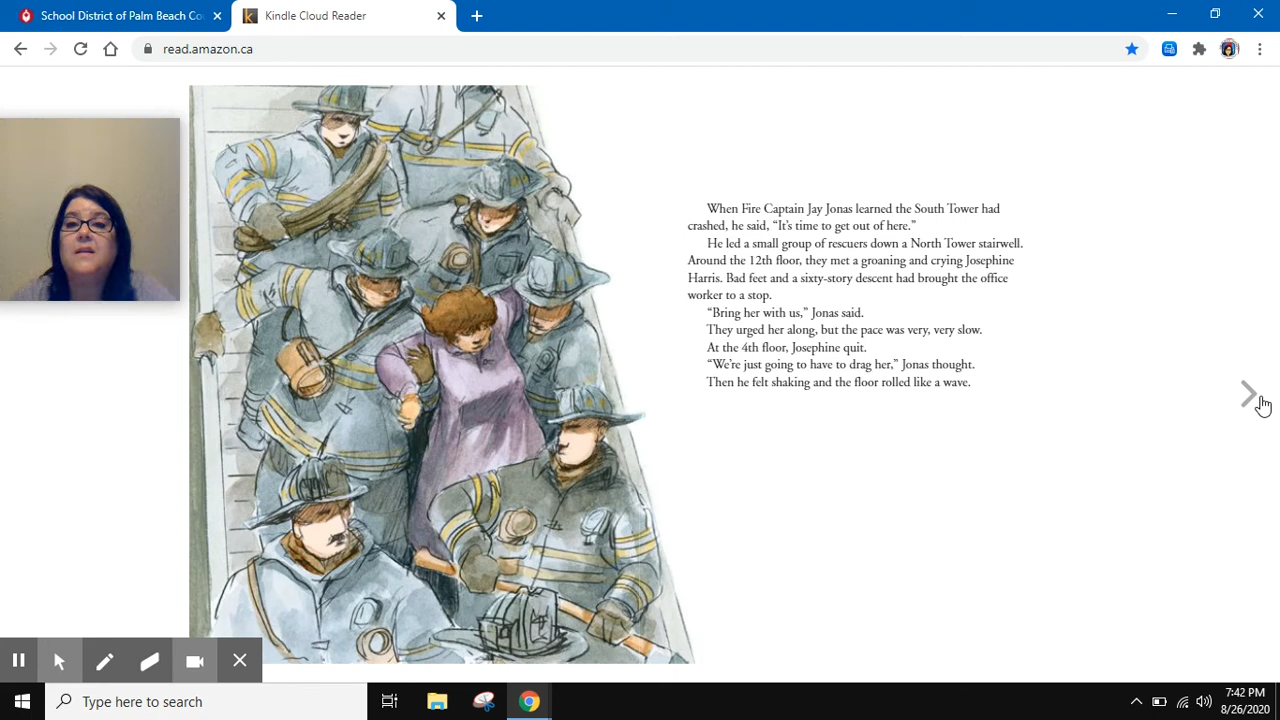 School District of Palm Beach Co
Kindle Cloud Reader
read.amazon.ca
When Fire Captain Jay Jonas learned the South Tower had
crashed, he said, “It’s time to get out of here.”
He led a small group of rescuers down a North Tower stairwell.
Around the 12th floor, they met a groaning and crying Josephine
Harris. Bad feet and a sixty-story descent had brought the office
worker to a stop.
“Bring her with us,” Jonas said.
They urged her along, but the pace was very, very slow.
At the 4th floor, Josephine quit.
“We’re just going to have to drag her,” Jonas thought.
Then he felt shaking and the floor rolled like a wave.
Type here to search
7:42 PM
8/26/2020